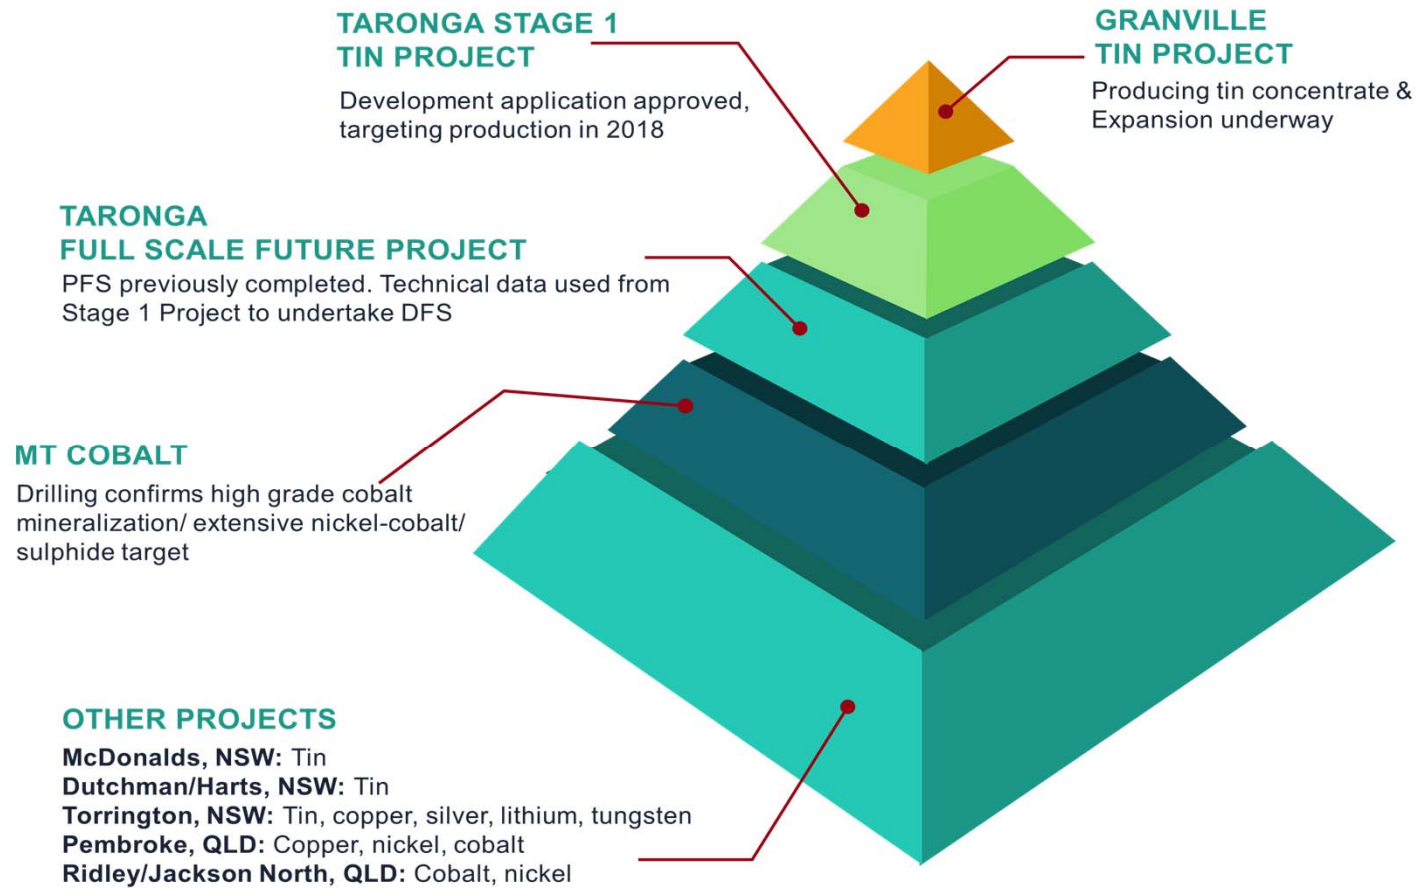 TARONGA STAGE 1
TIN PROJECT
Development application approved,
targeting production in 2018
GRANVILLE
TIN PROJECT
Producing tin concentrate &
Expansion underway
TARONGA
FULL SCALE FUTURE PROJECT
PFS previously completed. Technical data used from
Stage 1 Project to undertake DFS
MT COBALT
Drilling confirms high grade cobalt
mineralization/ extensive nickel-cobalt/
sulphide target
OTHER PROJECTS
McDonalds, NSW: Tin
Dutchman/Harts, NSW: Tin
Torrington, NSW: Tin, copper, silver, lithium, tungsten
Pembroke, QLD: Copper, nickel, cobalt
Ridley/Jackson North, QLD: Cobalt, nickel